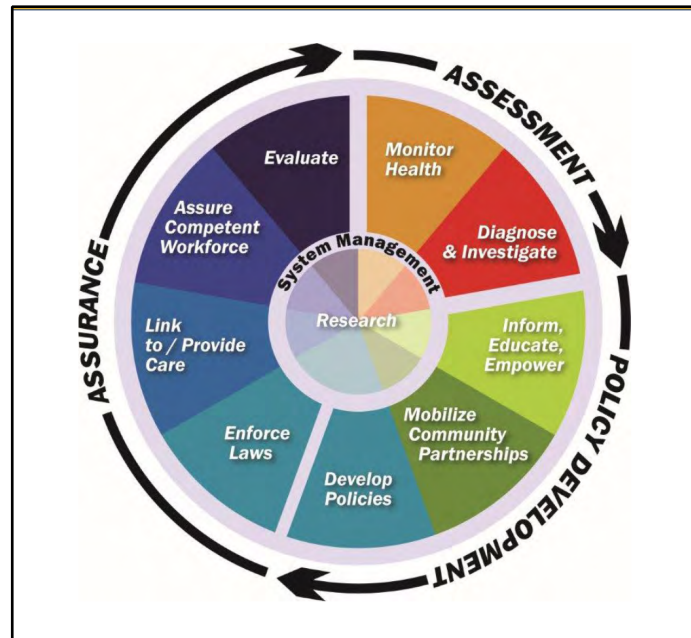 ASSESSMENT
POLICY DEVELOPMENT
ASSURANCE
Monitor
Health
Diagnose
& Investigate
Inform,
Educate,
Empower
Mobilize
Community
Partnerships
Develop
Policies
Enforce
Laws
Link
to / Provide
Care
Assure
Competent
Workforce
Evaluate
System Management
Research